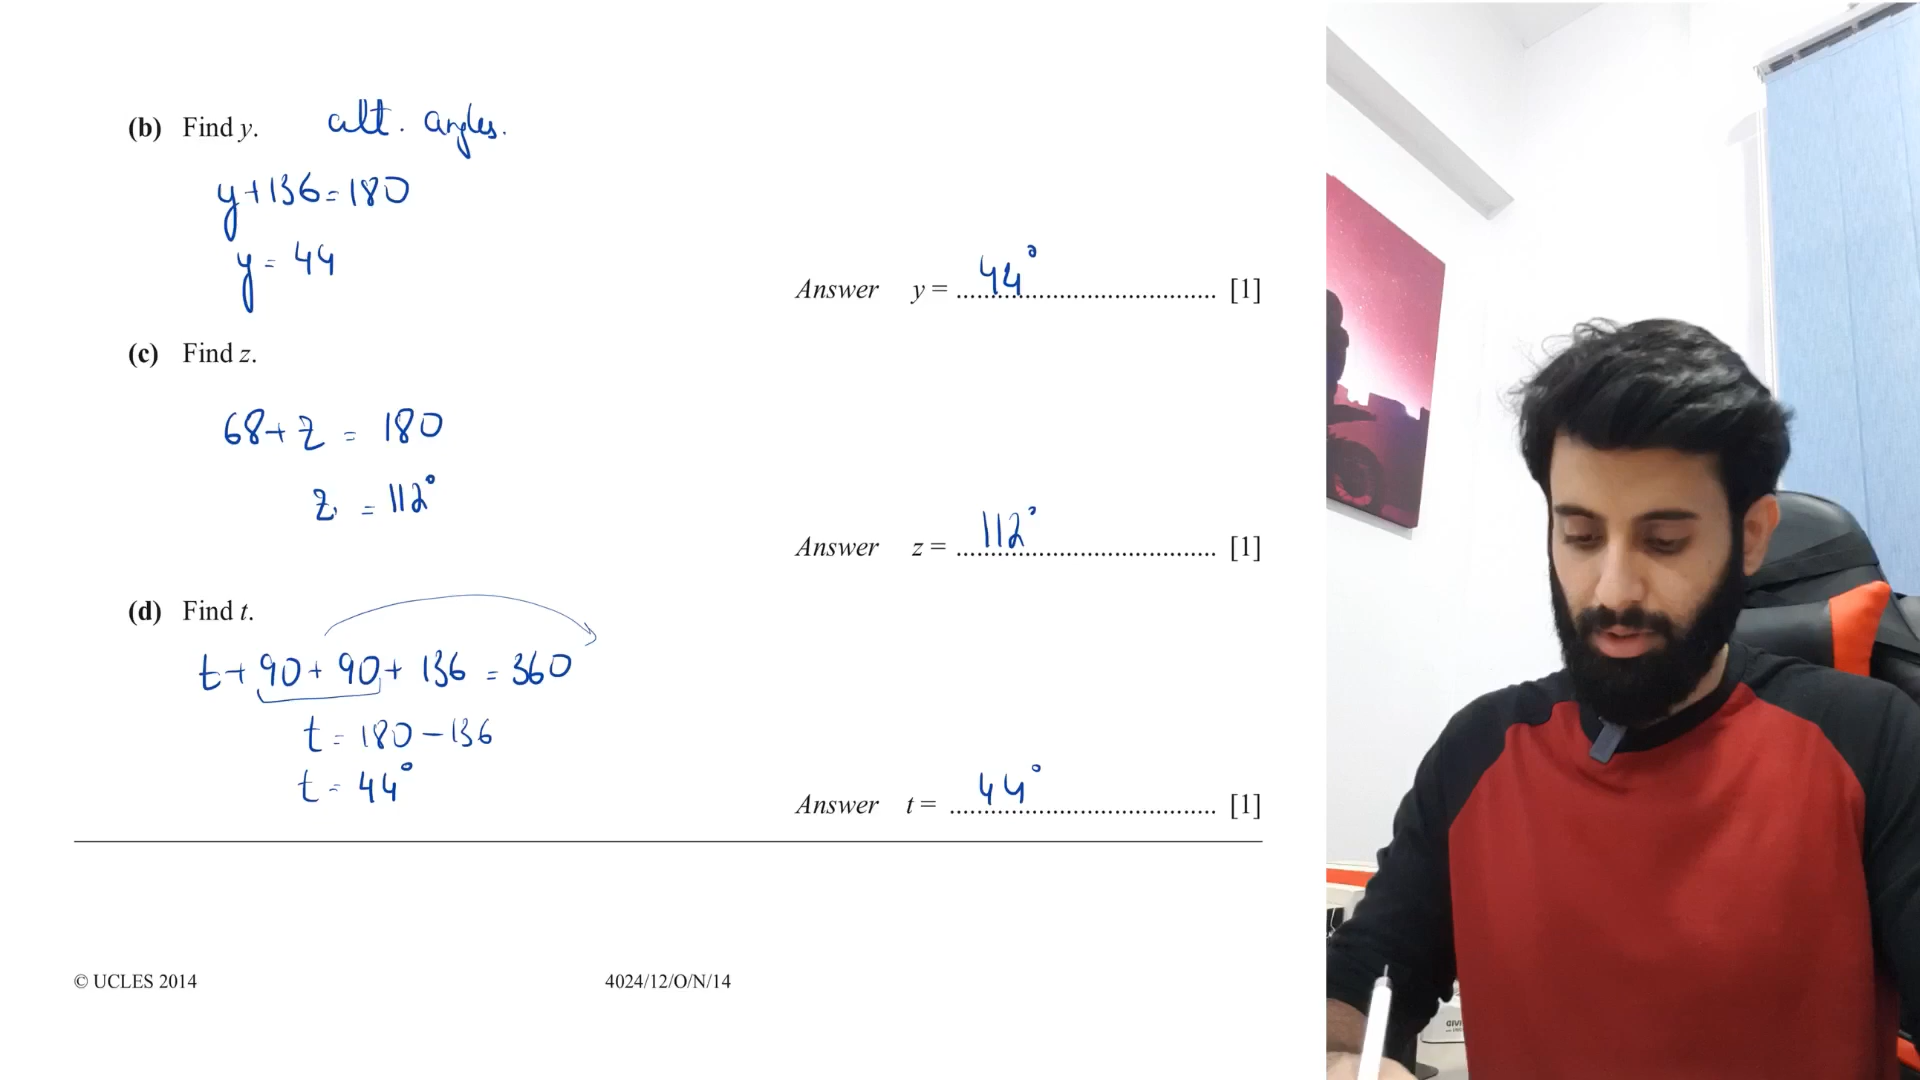 (b) Find y. alt. angles.
y+136=180
y = 44
Answer y = 44° [1]
(c) Find z.
68+ z = 180
z = 112°
Answer z = 112° [1]
(d) Find t.
t+90+90+136=360
t = 180-136
t = 44°
Answer t = 44° [1]
© UCLES 2014 4024/12/O/N/14